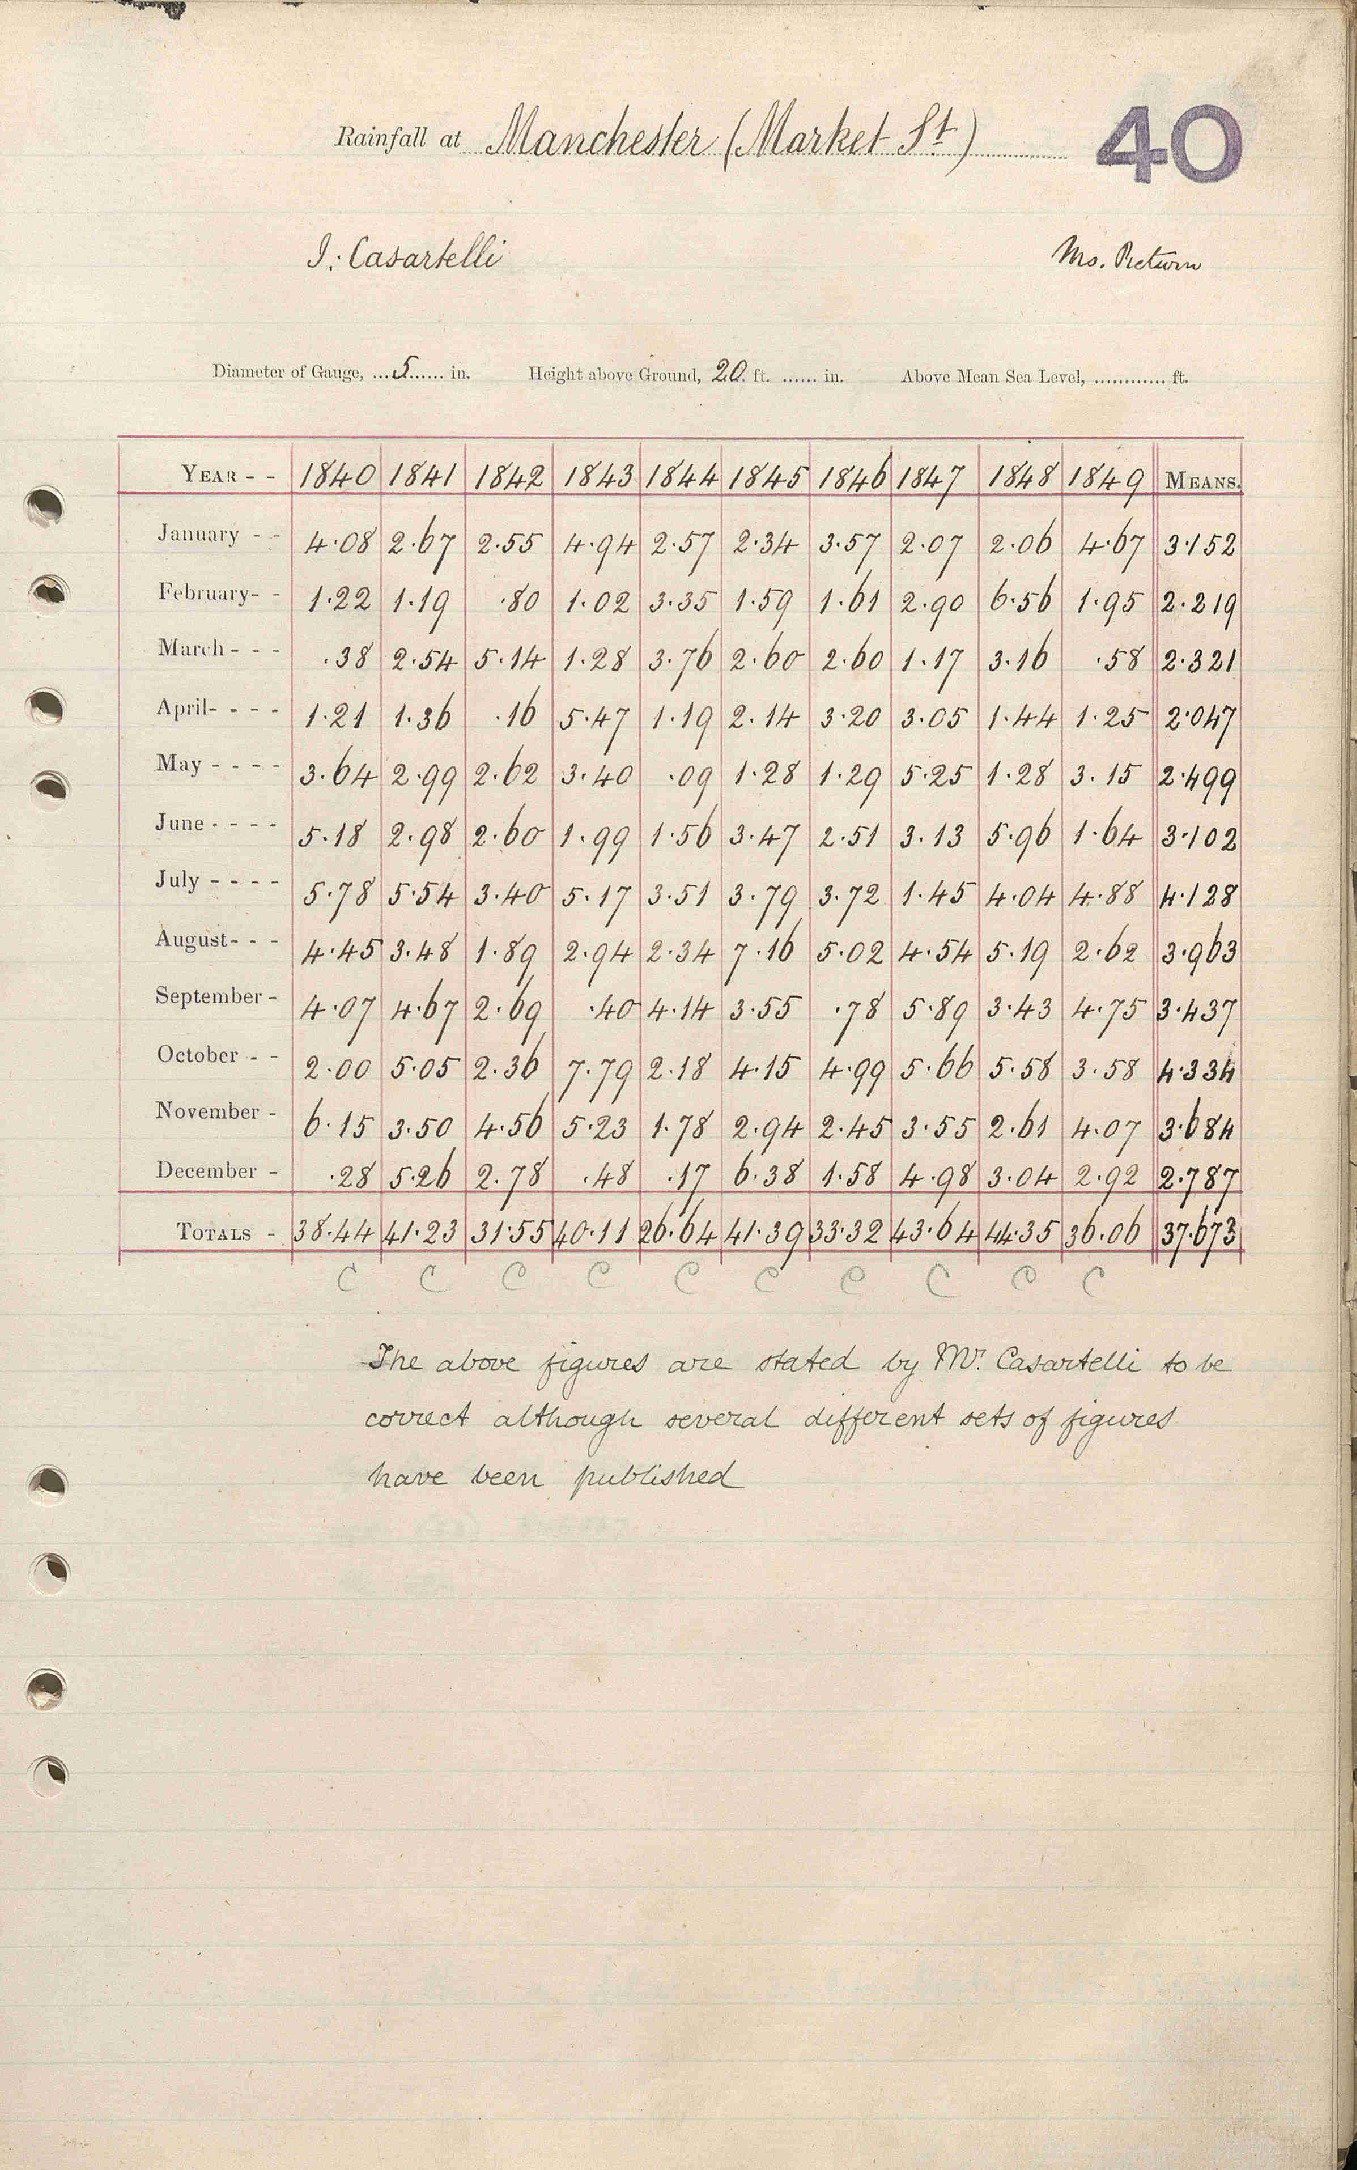 Rainfall at Manchester (Market St) 40
J. Casartelli Ms. Return
Diameter of Gauge, ...5...... in. Height above Ground, 20 ft. ...... in. Above Mean Sea Level, ............ ft.
YEAR - - 1840 1841 1842 1843 1844 1845 1846 1847 1848 1849 MEANS.
January - - 4.08 2.67 2.55 4.94 2.57 2.34 3.57 2.07 2.06 4.67 3.152
February- - 1.22 1.19 .80 1.02 3.35 1.59 1.61 2.90 6.56 1.95 2.219
March - - - .38 2.54 5.14 1.28 3.76 2.60 2.60 1.17 3.16 .58 2.321
April- - - - 1.21 1.36 .16 5.47 1.19 2.14 3.20 3.05 1.44 1.25 2.047
May - - - - 3.64 2.99 2.62 3.40 .09 1.28 1.29 5.25 1.28 3.15 2.499
June - - - - 5.18 2.98 2.60 1.99 1.56 3.47 2.51 3.13 5.96 1.64 3.102
July - - - - 5.78 5.54 3.40 5.17 3.51 3.79 3.72 1.45 4.04 4.88 4.128
August- - - 4.45 3.48 1.89 2.94 2.34 7.16 5.02 4.54 5.19 2.62 3.963
September - 4.07 4.67 2.69 .40 4.14 3.55 .78 5.89 3.43 4.75 3.437
October - - 2.00 5.05 2.36 7.79 2.18 4.15 4.99 5.66 5.58 3.58 4.334
November - 6.15 3.50 4.56 5.23 1.78 2.94 2.45 3.55 2.61 4.07 3.684
December - .28 5.26 2.78 .48 .17 6.38 1.58 4.98 3.04 2.92 2.787
TOTALS - 38.44 41.23 31.55 40.11 26.64 41.39 33.32 43.64 44.35 36.06 37.673
C C C C C C C C C C
The above figures are stated by Mr. Casartelli to be
correct although several different sets of figures
have been published